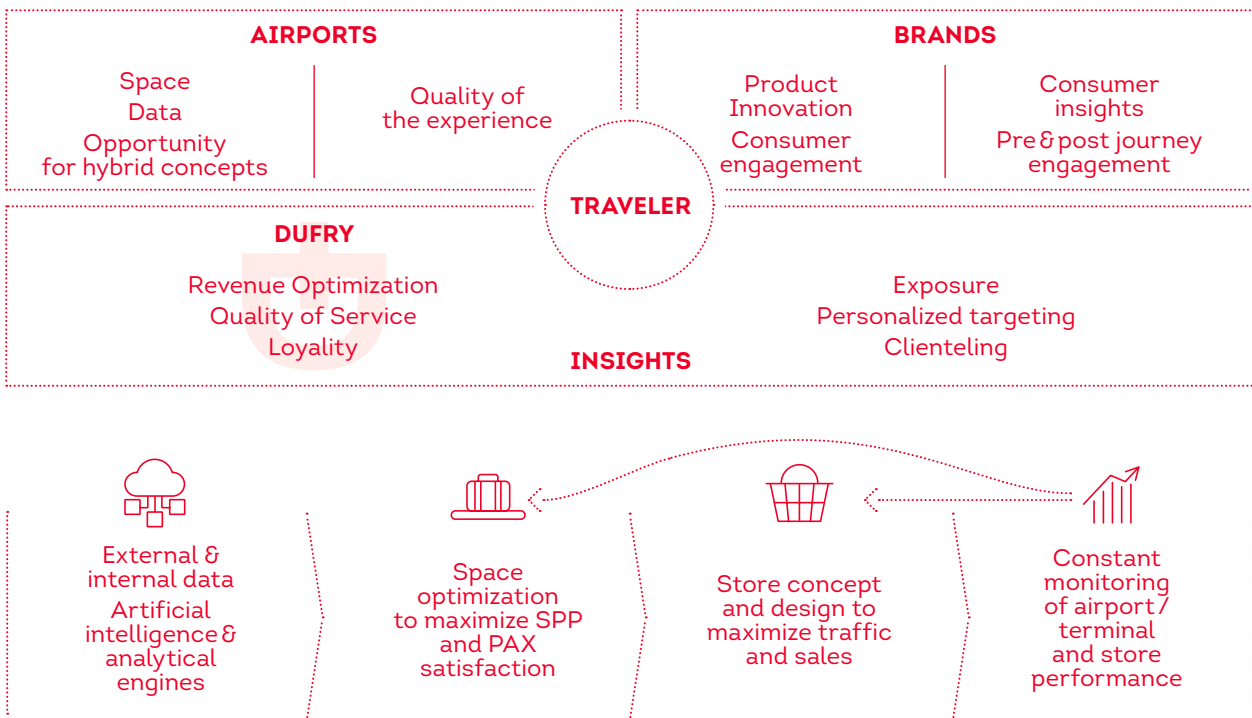 AIRPORTS
Space
Data
Opportunity
for hybrid concepts
Quality of
the experience
BRANDS
Product
Innovation
Consumer
engagement
Consumer
insights
Pre & post journey
engagement
TRAVELER
DUFRY
Revenue Optimization
Quality of Service
Loyality
Exposure
Personalized targeting
Clienteling
INSIGHTS
External &
internal data
Artificial
intelligence &
analytical
engines
Space
optimization
to maximize SPP
and PAX
satisfaction
Store concept
and design to
maximize traffic
and sales
Constant
monitoring
of airport /
terminal
and store
performance